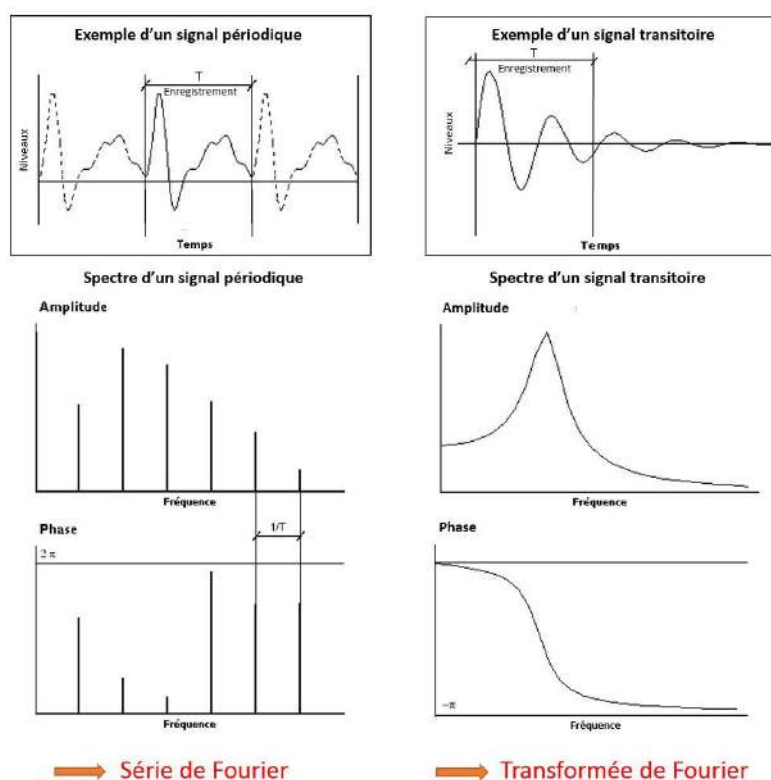 Exemple d'un signal périodique
T
Enregistrement
Niveaux
Temps
Spectre d'un signal périodique
Amplitude
Fréquence
Phase
1/T
2 π
Fréquence
Série de Fourier
Exemple d'un signal transitoire
T
Enregistrement
Niveaux
Temps
Spectre d'un signal transitoire
Amplitude
Fréquence
Phase
-π
Fréquence
Transformée de Fourier